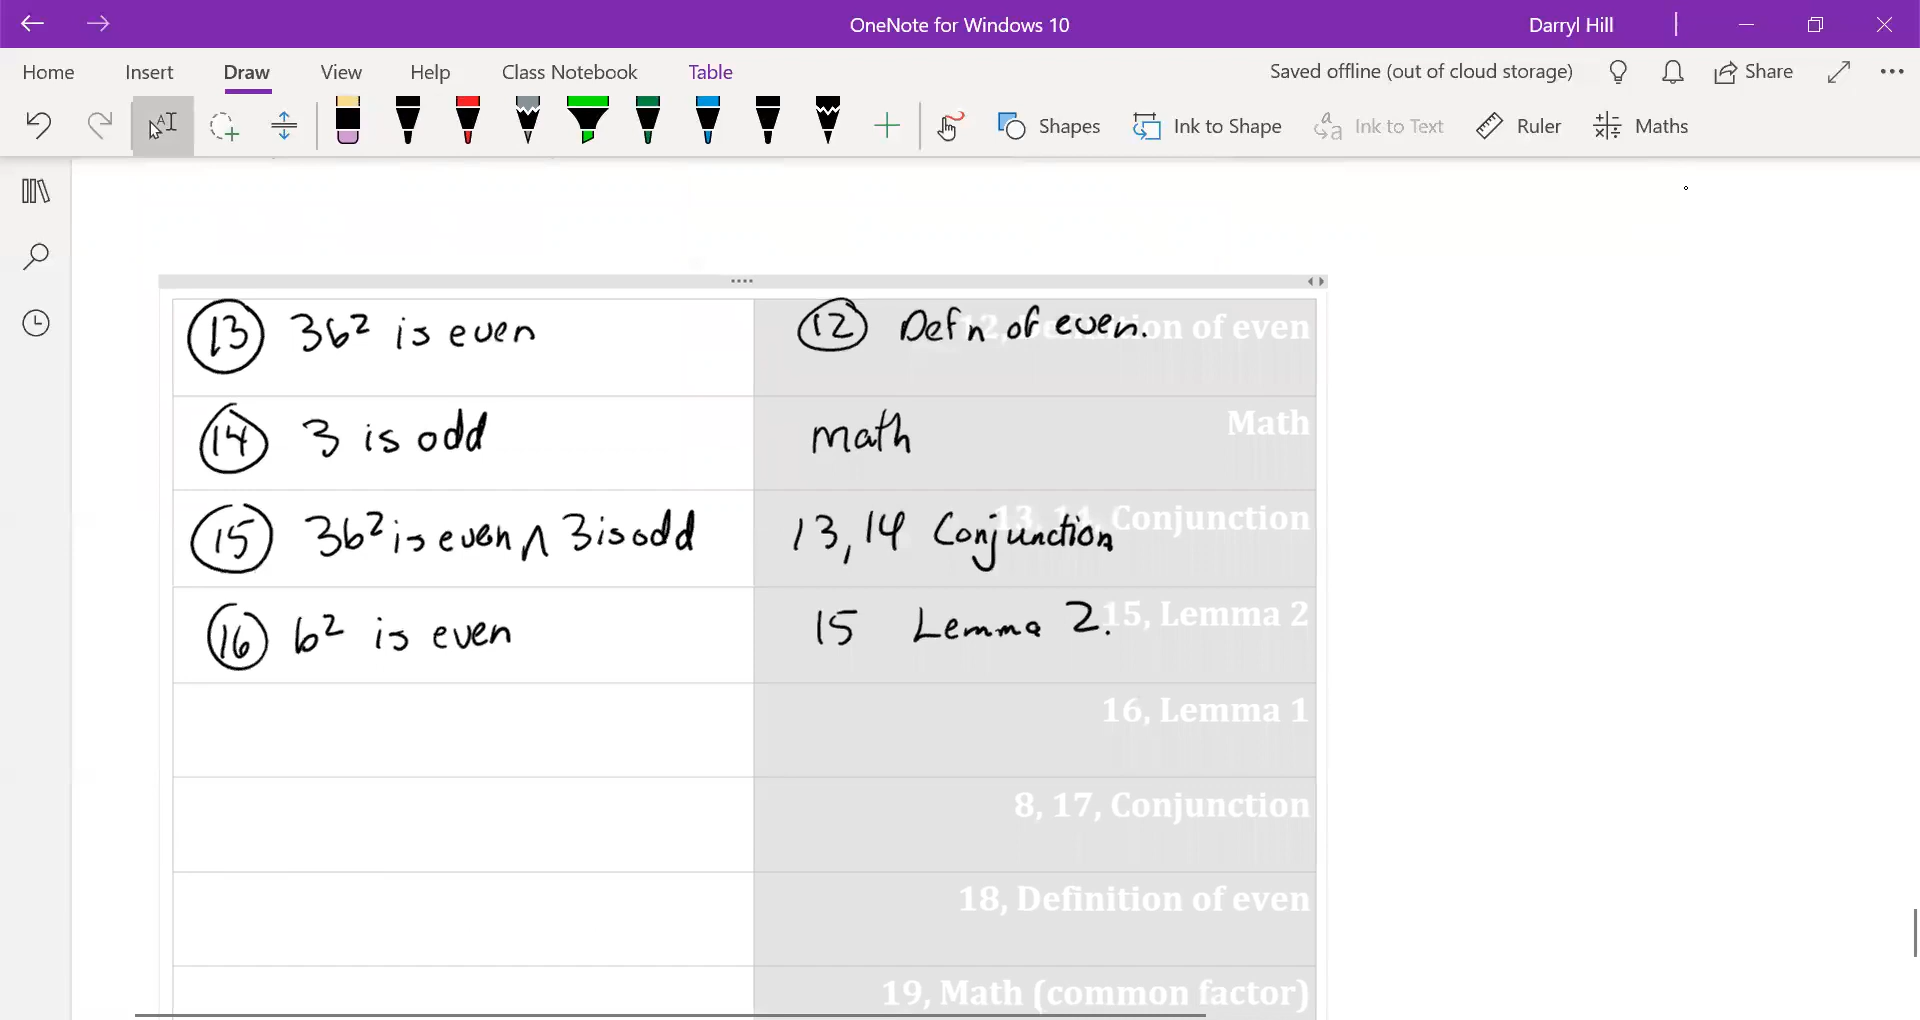 OneNote for Windows 10
Darryl Hill
Home Insert Draw View Help Class Notebook Table
Saved offline (out of cloud storage) Share
Shapes Ink to Shape Ink to Text Ruler Maths
13 3b² is even 12 Defn of even. 12, Definition of even
14 3 is odd math Math
15 3b² is even ∧ 3 is odd 13, 14 Conjunction 13, 14, Conjunction
16 b² is even 15 Lemma 2. 15, Lemma 2
16, Lemma 1
8, 17, Conjunction
18, Definition of even
19, Math (common factor)